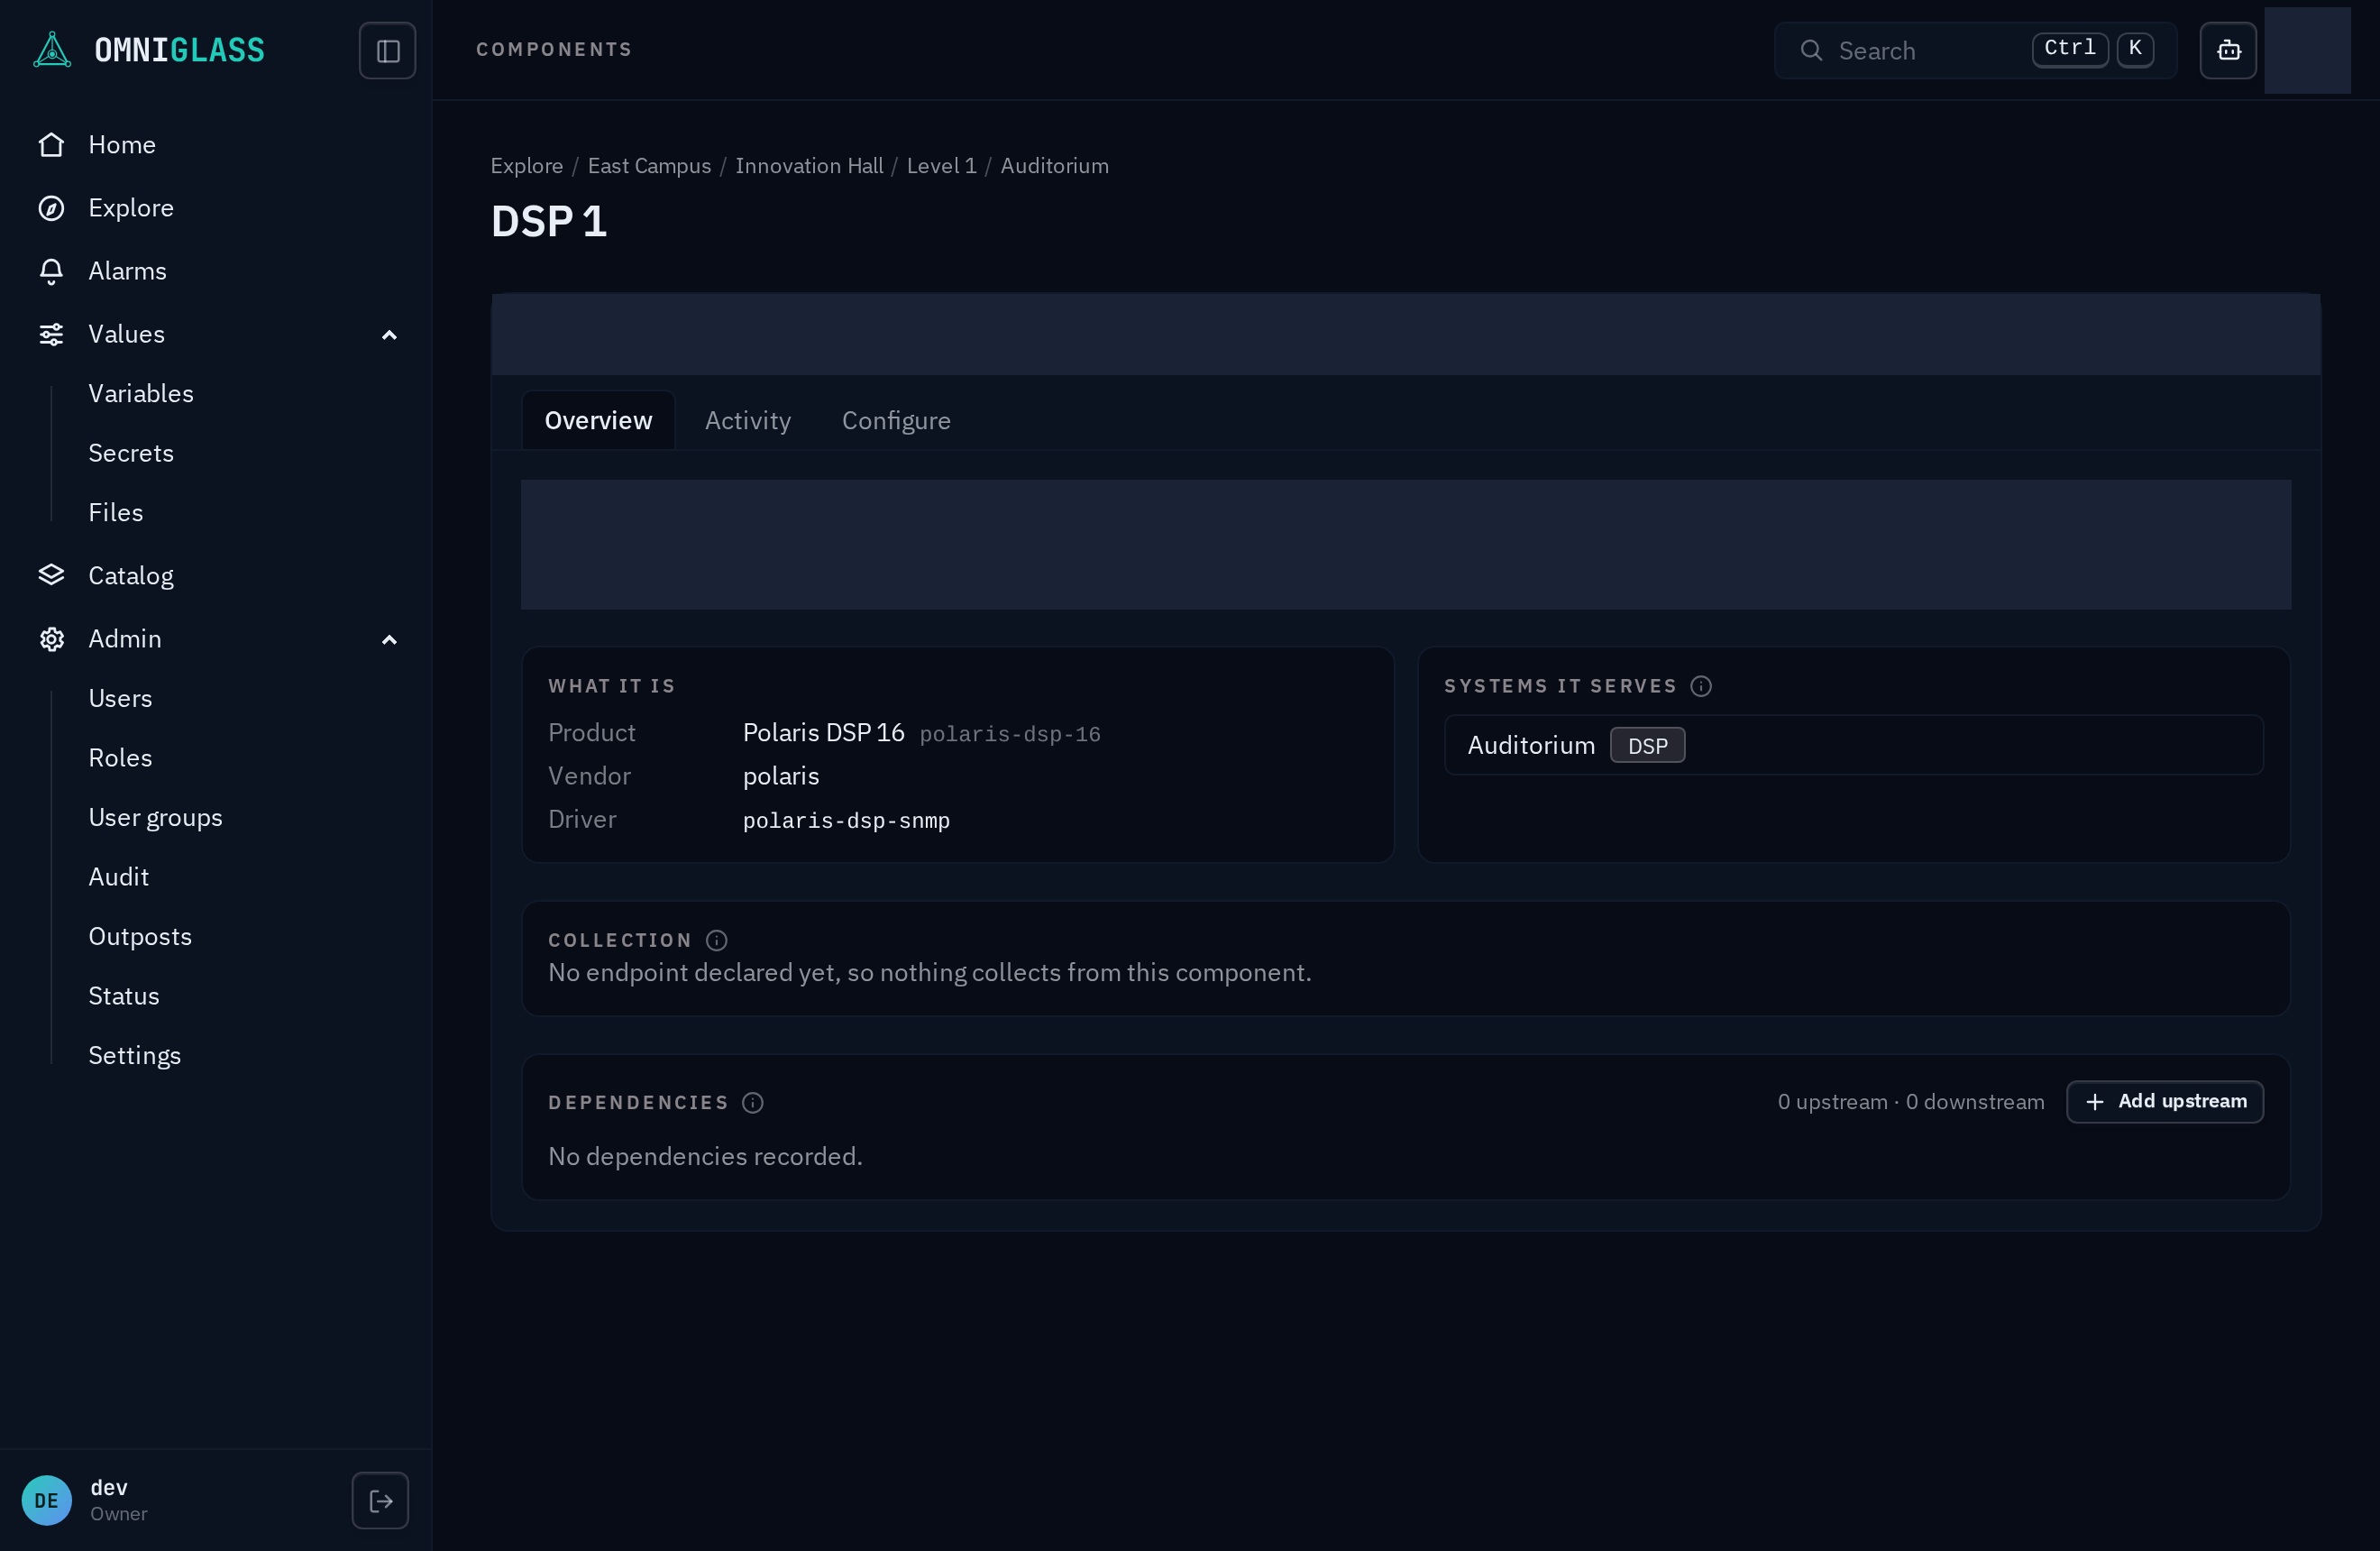 OMNIGLASS
COMPONENTS
Search
Ctrl K
Home
Explore
Alarms
Values
Variables
Secrets
Files
Catalog
Admin
Users
Roles
User groups
Audit
Outposts
Status
Settings
DE
dev
Owner
Explore / East Campus / Innovation Hall / Level 1 / Auditorium
DSP 1
Overview Activity Configure
WHAT IT IS
Product Polaris DSP 16 polaris-dsp-16
Vendor polaris
Driver polaris-dsp-snmp
SYSTEMS IT SERVES
Auditorium DSP
COLLECTION
No endpoint declared yet, so nothing collects from this component.
DEPENDENCIES
0 upstream · 0 downstream
Add upstream
No dependencies recorded.